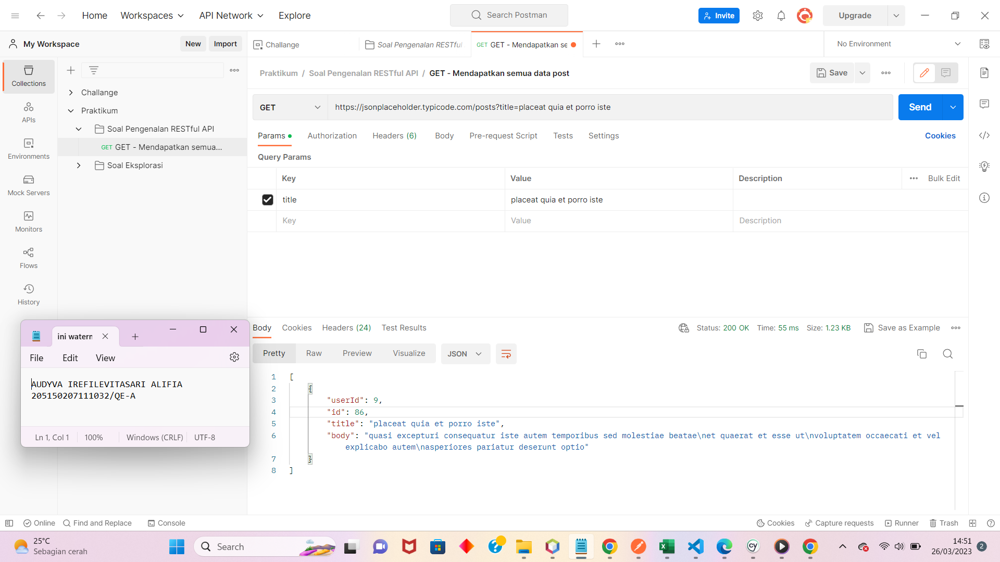 Home
Workspaces
API Network
Explore
Search Postman
Invite
Upgrade
My Workspace
New
Import
Challange
Soal Pengenalan RESTful
GET GET - Mendapatkan se
No Environment
Collections
APIs
Environments
Mock Servers
Monitors
Flows
History
Challange
Praktikum
Soal Pengenalan RESTful API
GET GET - Mendapatkan semua...
Soal Eksplorasi
Praktikum / Soal Pengenalan RESTful API / GET - Mendapatkan semua data post
Save
GET
https://jsonplaceholder.typicode.com/posts?title=placeat quia et porro iste
Send
Params Authorization Headers (6) Body Pre-request Script Tests Settings
Cookies
Query Params
Key Value Description Bulk Edit
title placeat quia et porro iste
Key Value Description
Body Cookies Headers (24) Test Results
Status: 200 OK Time: 55 ms Size: 1.23 KB Save as Example
Pretty Raw Preview Visualize JSON
1 [
2 {
3 "userId": 9,
4 "id": 86,
5 "title": "placeat quia et porro iste",
6 "body": "quasi excepturi consequatur iste autem temporibus sed molestiae beatae\net quaerat et esse ut\nvoluptatem occaecati et vel
explicabo autem\nasperiores pariatur deserunt optio"
7 }
8 ]
ini watern
File Edit View
AUDYVA IREFILEVITASARI ALIFIA
205150207111032/QE-A
Ln 1, Col 1 100% Windows (CRLF) UTF-8
Online Find and Replace Console
Cookies Capture requests Runner Trash
25°C
Sebagian cerah
Search
cy
14:51
26/03/2023
2